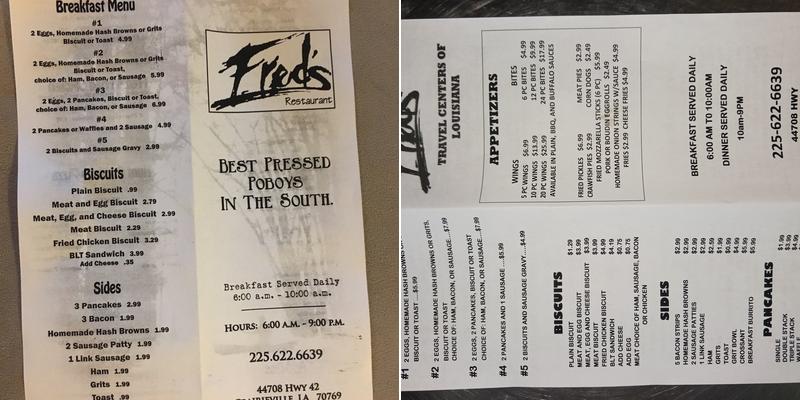 Breakfast Menu
#1
2 Eggs, Homemade Hash Browns or Grits
Biscuit or Toast 4.99
#2
2 Eggs, Homemade Hash Browns or Grits
Biscuit or Toast,
choice of: Ham, Bacon, or Sausage 5.99
#3
2 Eggs, 2 Pancakes, Biscuit or Toast,
choice of: Ham, Bacon, or Sausage 6.99
#4
2 Pancakes or Waffles and 2 Sausage 4.99
#5
2 Biscuits and Sausage Gravy 2.99
Biscuits
Plain Biscuit .99
Meat and Egg Biscuit 2.79
Meat, Egg, and Cheese Biscuit 2.99
Meat Biscuit 2.29
Fried Chicken Biscuit 3.29
BLT Sandwich 3.99
Add Cheese .35
Sides
3 Pancakes 2.99
3 Bacon 1.99
Homemade Hash Browns 1.99
2 Sausage Patty 1.99
1 Link Sausage 1.99
Ham 1.99
Grits 1.99
Toast .99
Fred's
Restaurant
Best Pressed
Poboys
In The South.
Breakfast Served Daily
6:00 a.m. - 10:00 a.m.
Hours: 6:00 A.M. - 9:00 P.M.
225.622.6639
44708 HWY 42
PRAIRIEVILLE, LA 70769
TRAVEL CENTERS OF
LOUISIANA
APPETIZERS
WINGS
5 PC WINGS $6.99
10 PC WINGS $13.99
20 PC WINGS $25.99
BITES
6 PC BITES $4.99
12 PC BITES $9.99
24 PC BITES $17.99
AVAILABLE IN PLAIN, BBQ, AND BUFFALO SAUCES
FRIED PICKLES $6.99 MEAT PIES $2.99
CRAWFISH PIES $2.99 CORN DOGS $2.49
FRIED MOZZARELLA STICKS (6 PC) $5.99
PORK OR BOUDIN EGGROLLS $2.49
HOMEMADE ONION STRINGS W/SAUCE $4.99
FRIES $2.99 CHEESE FRIES $4.99
BREAKFAST SERVED DAILY
6:00 AM TO 10:00AM
DINNER SERVED DAILY
10am-9PM
225-622-6639
44708 HWY
#1 2 EGGS, HOMEMADE HASH BROWNS OR
BISCUIT OR TOAST....$5.99
#2 2 EGGS, HOMEMADE HASH BROWNS OR GRITS,
BISCUIT OR TOAST
CHOICE OF: HAM, BACON, OR SAUSAGE...$7.99
#3 2 EGGS, 2 PANCAKES, BISCUIT OR TOAST
CHOICE OF: HAM, BACON, OR SAUSAGE...$7.99
#4 2 PANCAKES AND 1 SAUSAGE ....$5.99
#5 2 BISCUITS AND SAUSAGE GRAVY....$4.99
BISCUITS
PLAIN BISCUIT $1.29
MEAT AND EGG BISCUIT $3.99
MEAT, EGG AND CHEESE BISCUIT $3.99
MEAT BISCUIT $3.99
FRIED CHICKEN BISCUIT $4.99
BLT SANDWICH $4.19
ADD CHEESE $0.75
ADD EGG $0.75
MEAT CHOICE OF HAM, SAUSAGE, BACON
OR CHICKEN
SIDES
5 BACON STRIPS $2.99
HOMEMADE HASH BROWNS $2.99
2 SAUSAGE PATTIES $2.99
1 LINK SAUSAGE $2.99
HAM $2.59
GRITS $1.99
TOAST $0.99
GRIT BOWL $4.99
CROISSANT $5.99
BREAKFAST BURRITO $5.99
PANCAKES
SINGLE $1.99
DOUBLE STACK $3.99
TRIPLE STACK $4.99